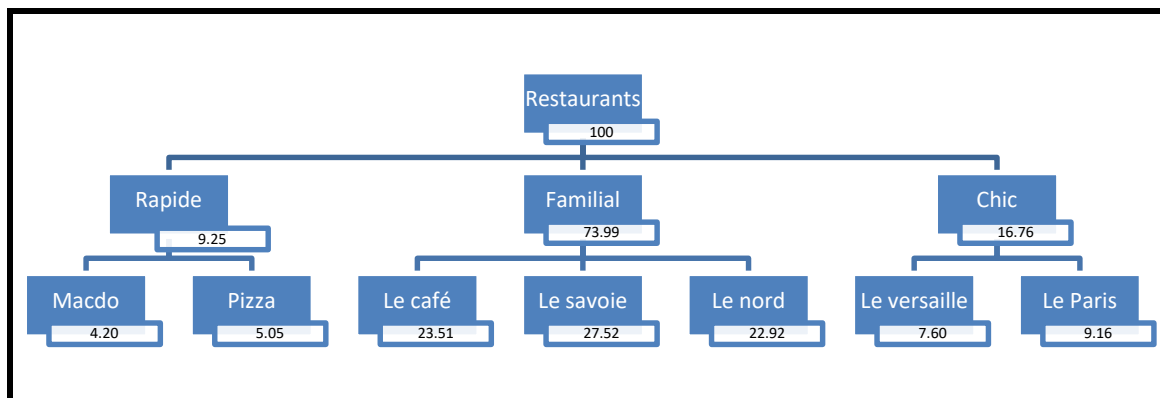 Restaurants
100
Rapide
9.25
Familial
73.99
Chic
16.76
Macdo
4.20
Pizza
5.05
Le café
23.51
Le savoie
27.52
Le nord
22.92
Le versaille
7.60
Le Paris
9.16